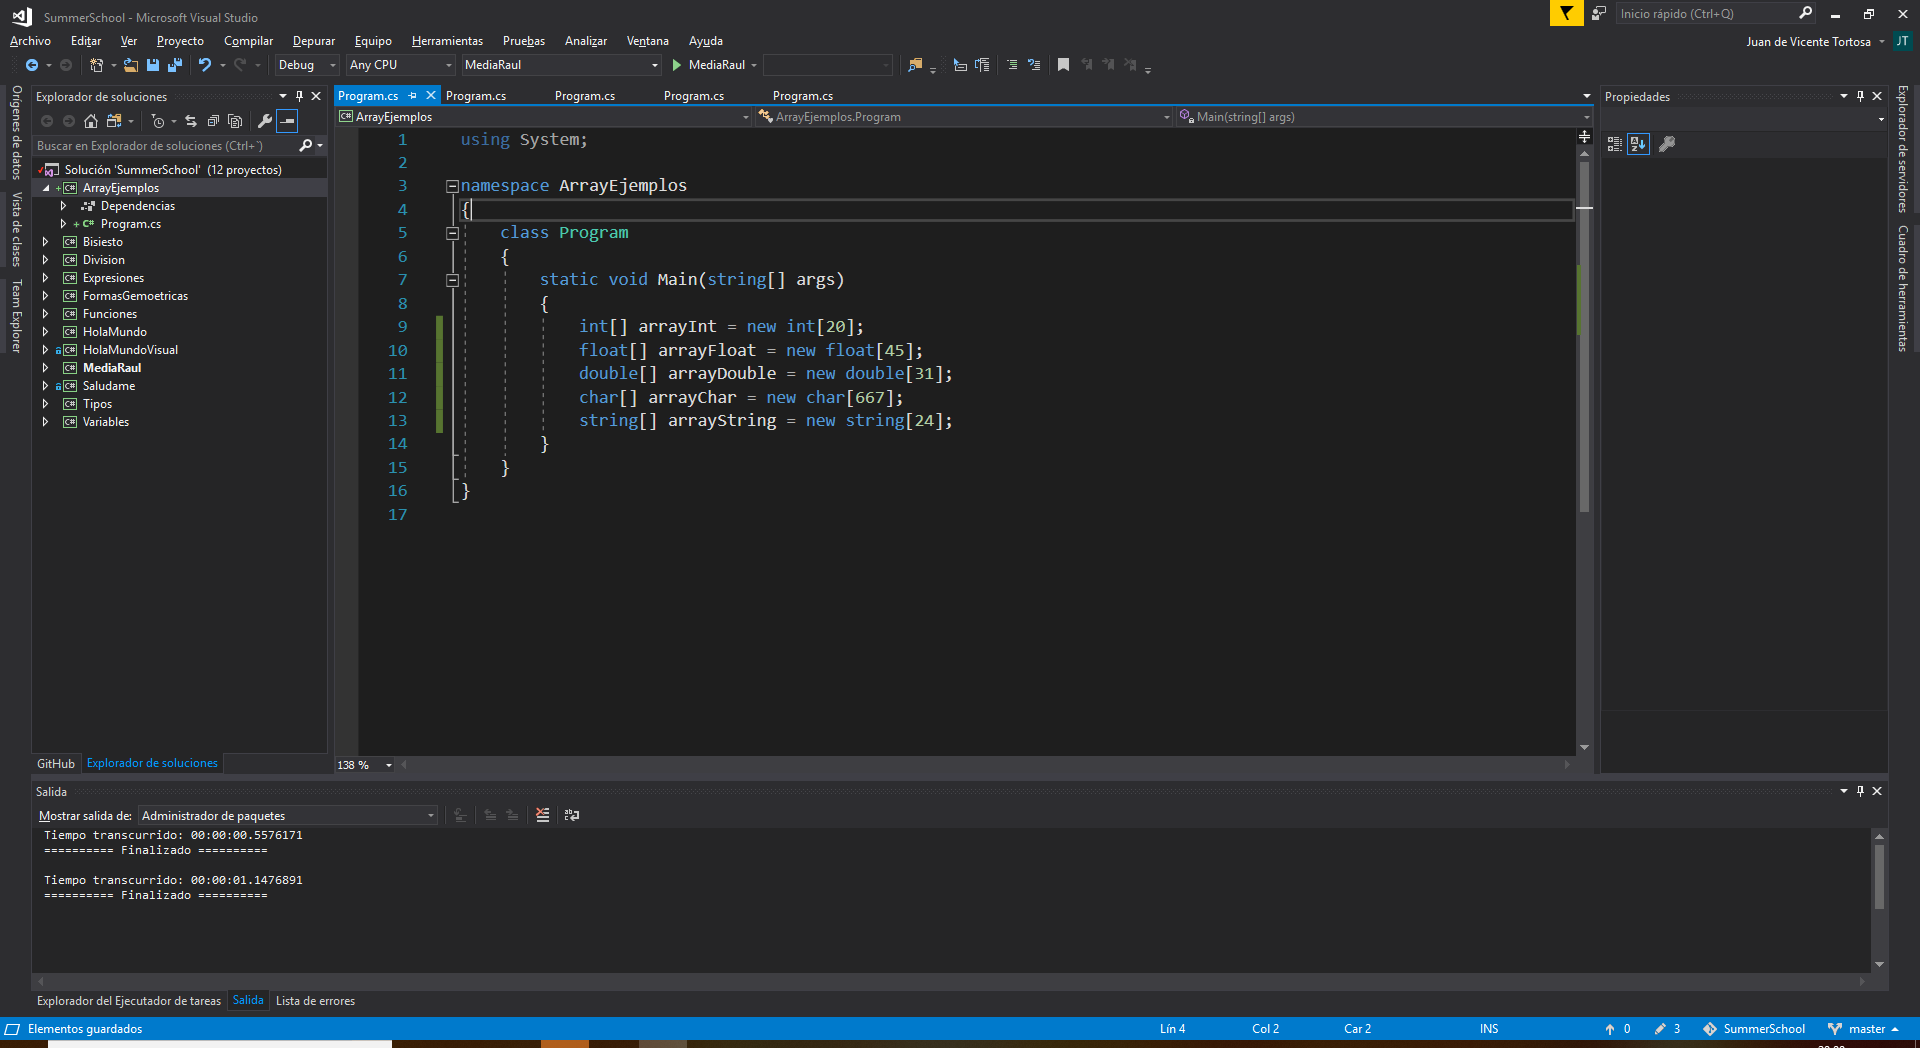 SummerSchool - Microsoft Visual Studio
Inicio rápido (Ctrl+Q)
Archivo Editar Ver Proyecto Compilar Depurar Equipo Herramientas Pruebas Analizar Ventana Ayuda
Juan de Vicente Tortosa JT
Debug Any CPU MediaRaul MediaRaul
Orígenes de datos
Vista de clases
Team Explorer
Explorador de soluciones
Buscar en Explorador de soluciones (Ctrl+´)
Solución 'SummerSchool' (12 proyectos)
ArrayEjemplos
Dependencias
Program.cs
Bisiesto
Division
Expresiones
FormasGemoetricas
Funciones
HolaMundo
HolaMundoVisual
MediaRaul
Saludame
Tipos
Variables
GitHub Explorador de soluciones
Program.cs Program.cs Program.cs Program.cs Program.cs
ArrayEjemplos ArrayEjemplos.Program Main(string[] args)
1 using System;
2
3 namespace ArrayEjemplos
4 {
5 class Program
6 {
7 static void Main(string[] args)
8 {
9 int[] arrayInt = new int[20];
10 float[] arrayFloat = new float[45];
11 double[] arrayDouble = new double[31];
12 char[] arrayChar = new char[667];
13 string[] arrayString = new string[24];
14 }
15 }
16 }
17
138 %
Propiedades
Explorador de servidores
Cuadro de herramientas
Salida
Mostrar salida de: Administrador de paquetes
Tiempo transcurrido: 00:00:00.5576171
========== Finalizado ==========
Tiempo transcurrido: 00:00:01.1476891
========== Finalizado ==========
Explorador del Ejecutador de tareas Salida Lista de errores
Elementos guardados Lín 4 Col 2 Car 2 INS 0 3 SummerSchool master